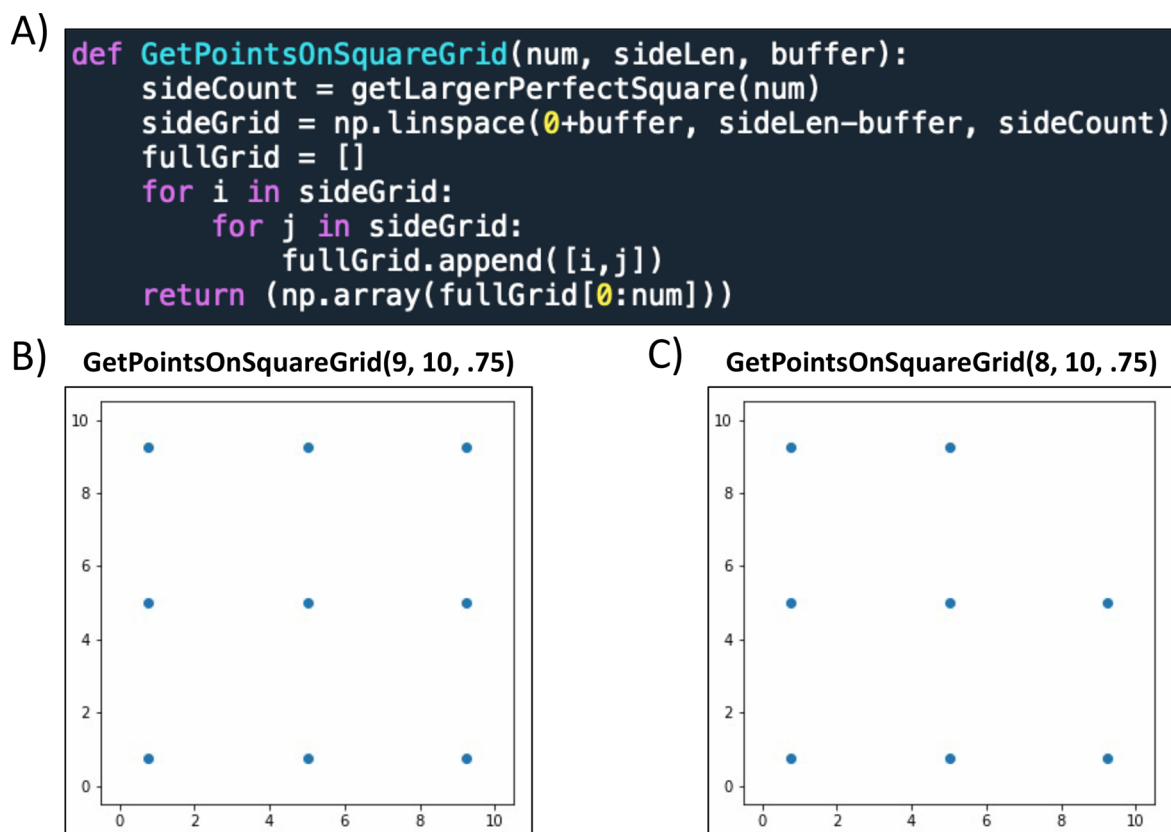 A)
def GetPointsOnSquareGrid(num, sideLen, buffer):
sideCount = getLargerPerfectSquare(num)
sideGrid = np.linspace(0+buffer, sideLen-buffer, sideCount)
fullGrid = []
for i in sideGrid:
for j in sideGrid:
fullGrid.append([i,j])
return (np.array(fullGrid[0:num]))
B)
GetPointsOnSquareGrid(9, 10, .75)
10
8
6
4
2
0
0 2 4 6 8 10
C)
GetPointsOnSquareGrid(8, 10, .75)
10
8
6
4
2
0
0 2 4 6 8 10